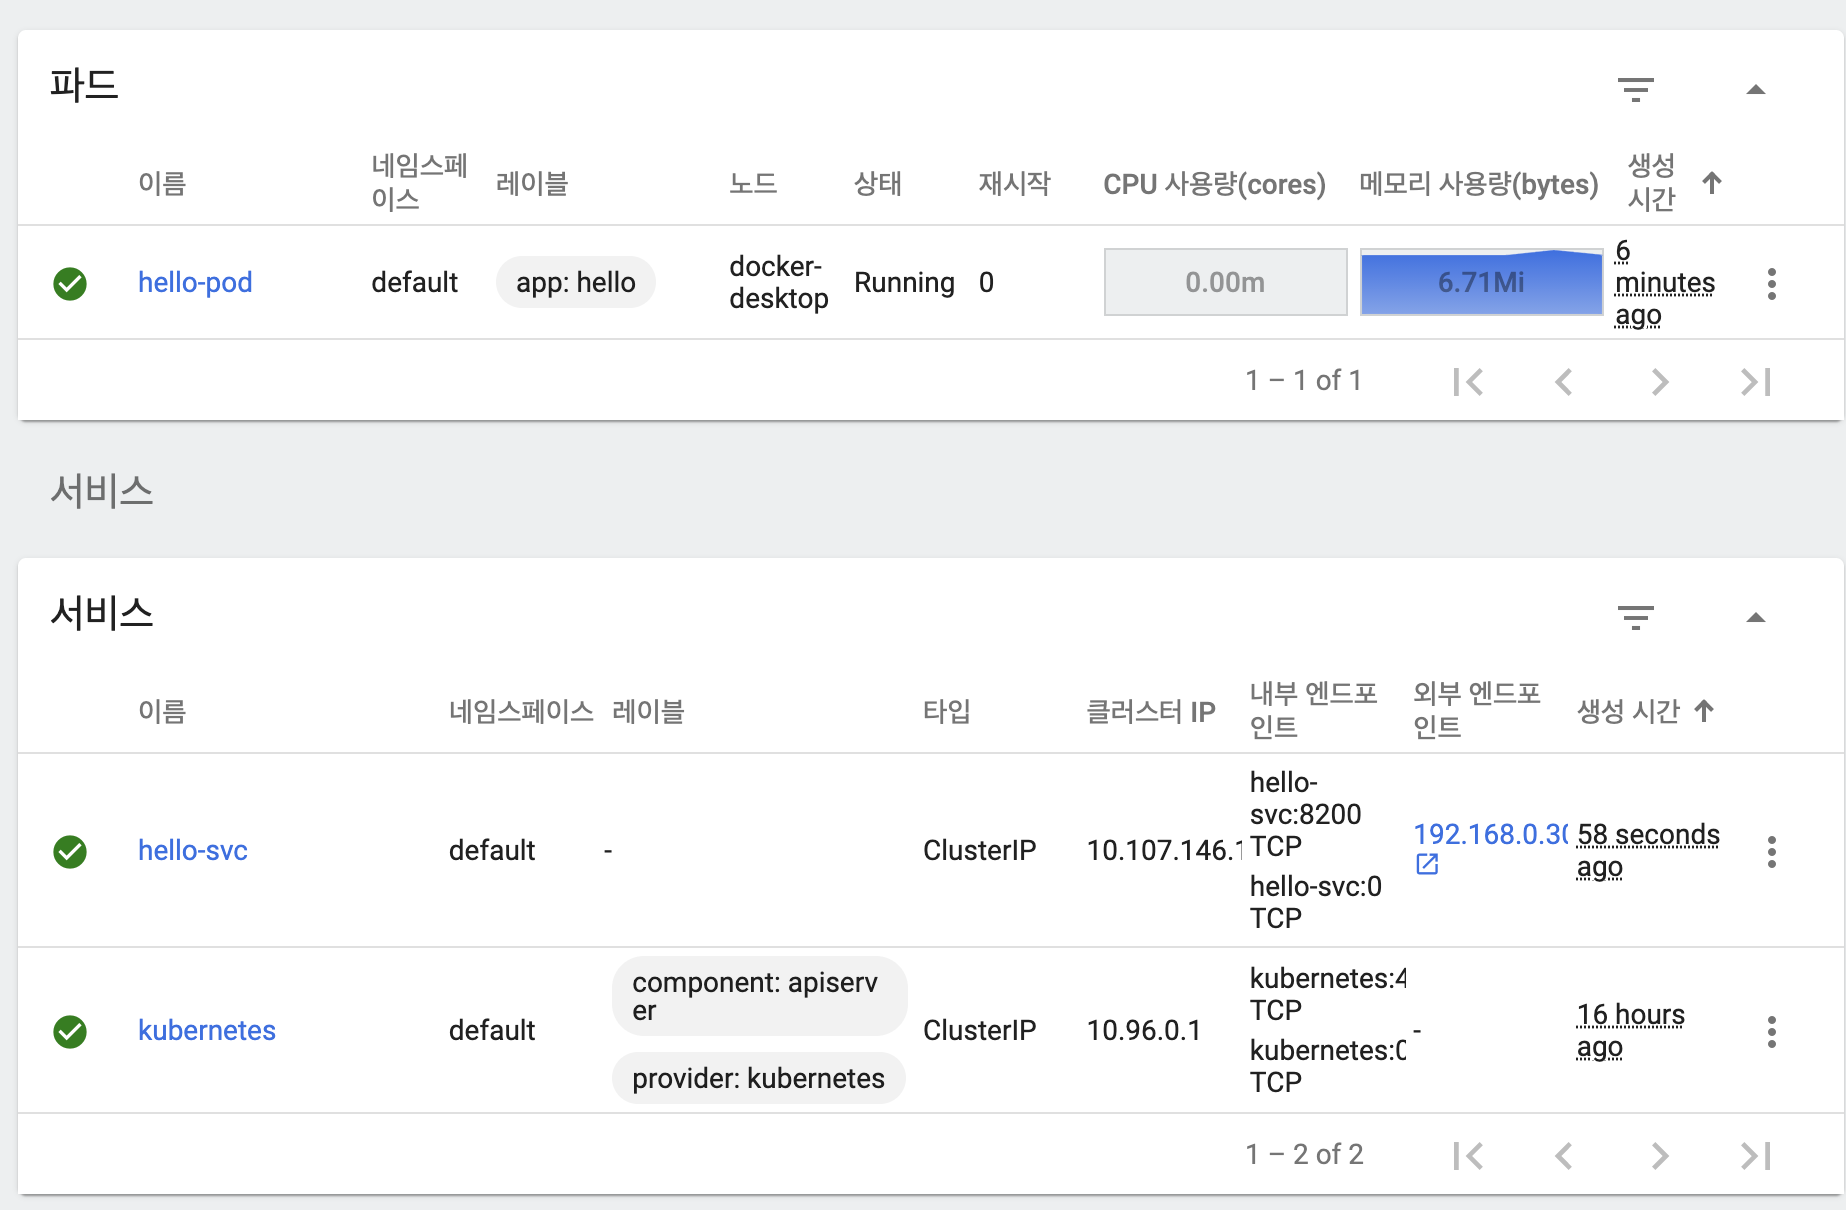 파드
이름 네임스페이스 레이블 노드 상태 재시작 CPU 사용량(cores) 메모리 사용량(bytes) 생성 시간
hello-pod default app: hello docker-desktop Running 0 0.00m 6.71Mi 6 minutes ago
1 – 1 of 1
서비스
서비스
이름 네임스페이스 레이블 타입 클러스터 IP 내부 엔드포인트 외부 엔드포인트 생성 시간
hello-svc default - ClusterIP 10.107.146.1 hello-svc:8200 TCP hello-svc:0 TCP 192.168.0.30 58 seconds ago
kubernetes default component: apiserver provider: kubernetes ClusterIP 10.96.0.1 kubernetes:4 TCP kubernetes:0 TCP - 16 hours ago
1 – 2 of 2